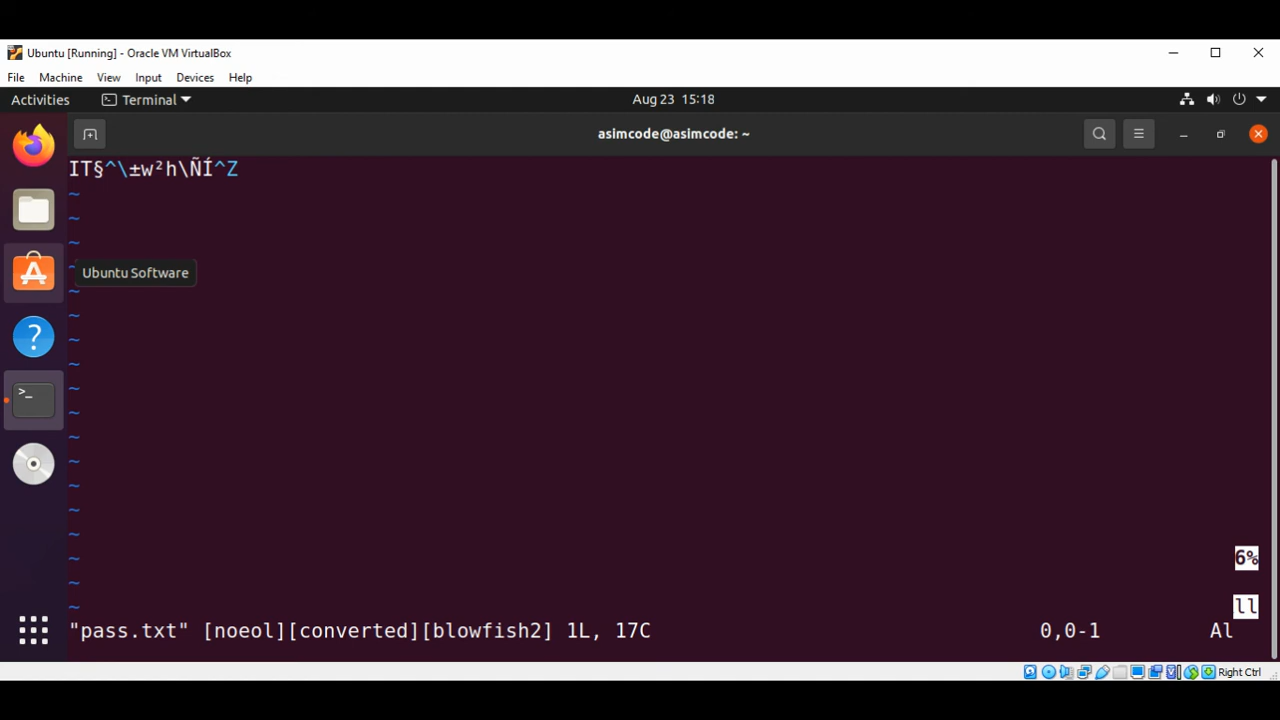 Ubuntu [Running] - Oracle VM VirtualBox
File Machine View Input Devices Help
Activities Terminal Aug 23 15:18
asimcode@asimcode: ~
IT§^\±w²h\ÑÍ^Z
~
~
~
~
Ubuntu Software
~
~
~
~
~
~
~
~
~
~
~
6%
~
~
ll
"pass.txt" [noeol][converted][blowfish2] 1L, 17C 0,0-1 Al
Right Ctrl